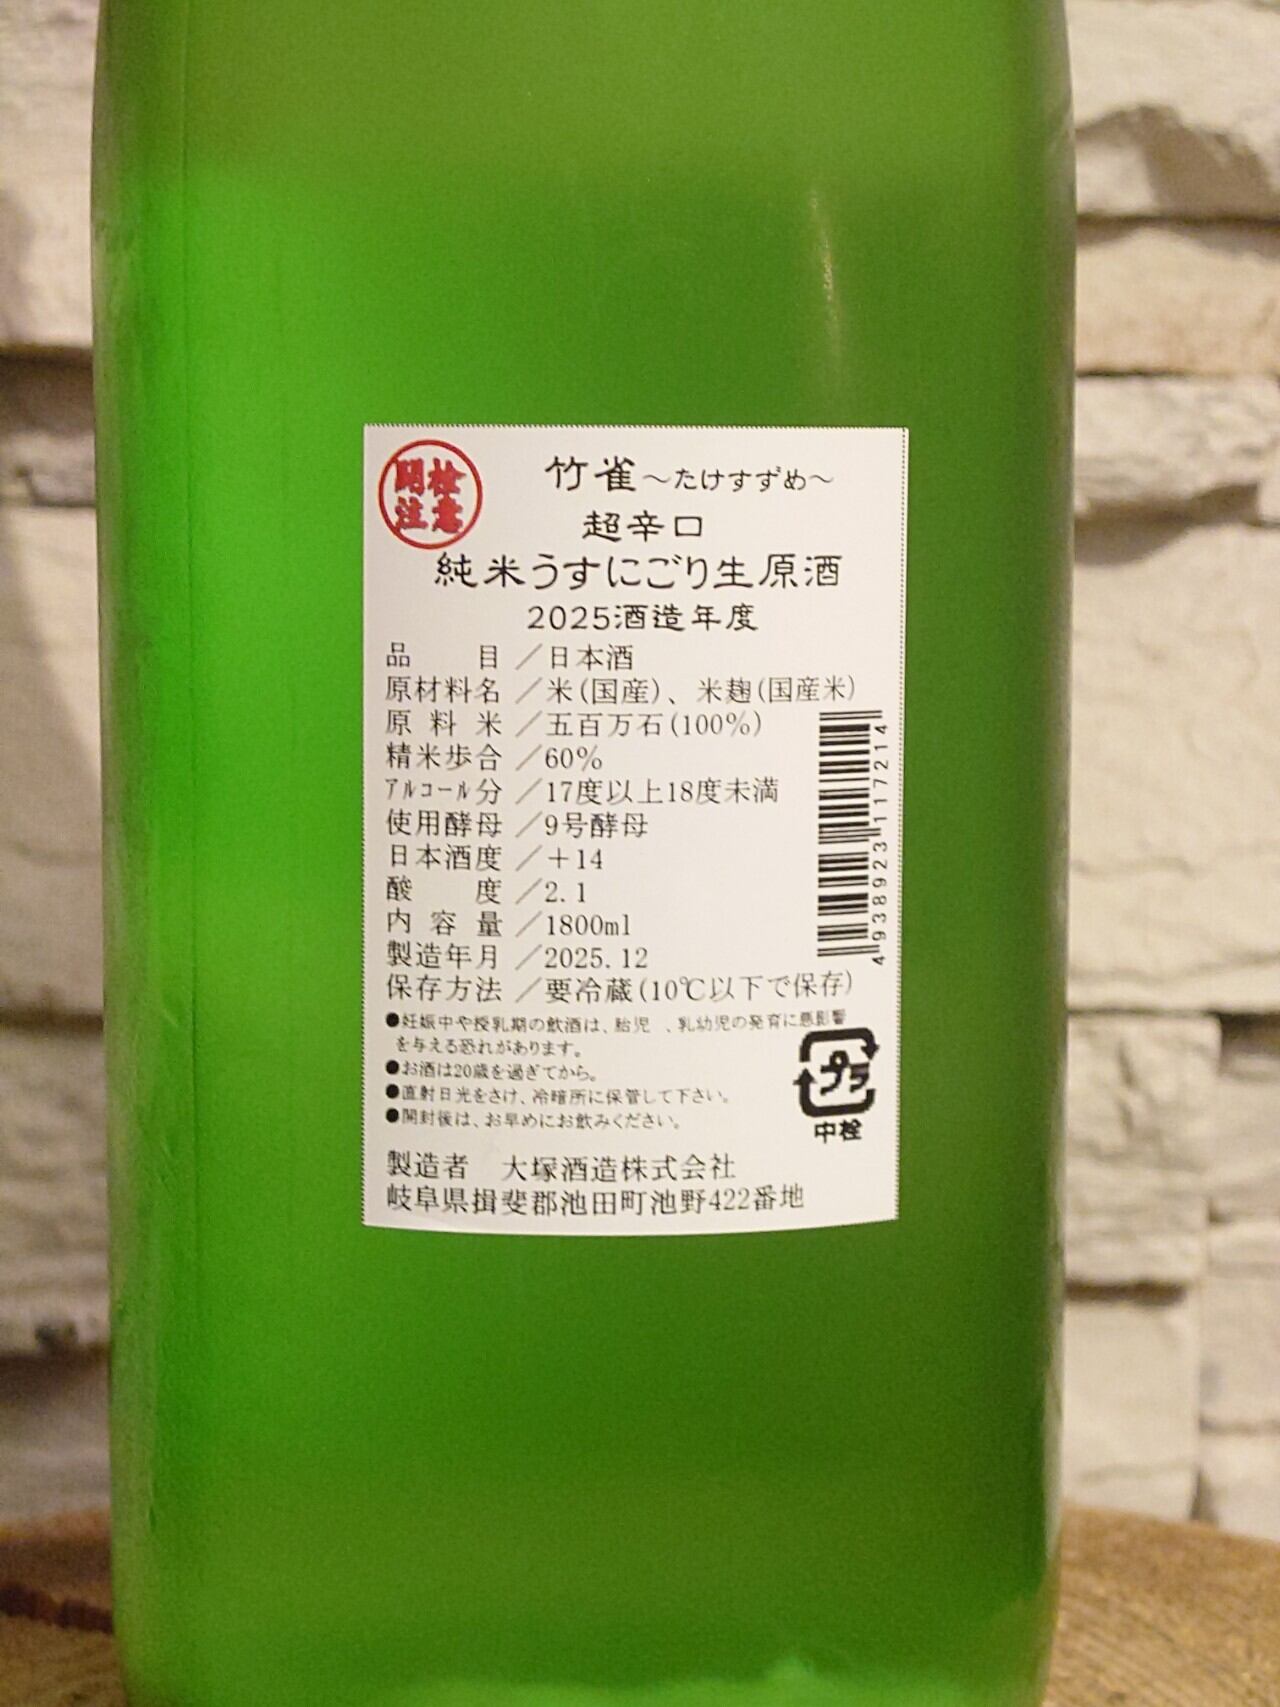 開栓
注意
竹雀～たけすずめ～
超辛口
純米うすにごり生原酒
2025酒造年度
品目／日本酒
原材料名／米(国産)、米麹(国産米)
原料米／五百万石(100%)
精米歩合／60%
アルコール分／17度以上18度未満
使用酵母／9号酵母
日本酒度／＋14
酸度／2.1
内容量／1800ml
製造年月／2025.12
保存方法／要冷蔵(10℃以下で保存)
4938923117214
●妊娠中や授乳期の飲酒は、胎児　、乳幼児の発育に悪影響
を与える恐れがあります。
●お酒は20歳を過ぎてから。
●直射日光をさけ、冷暗所に保管して下さい。
●開封後は、お早めにお飲みください。
プラ
中栓
製造者　大塚酒造株式会社
岐阜県揖斐郡池田町池野422番地